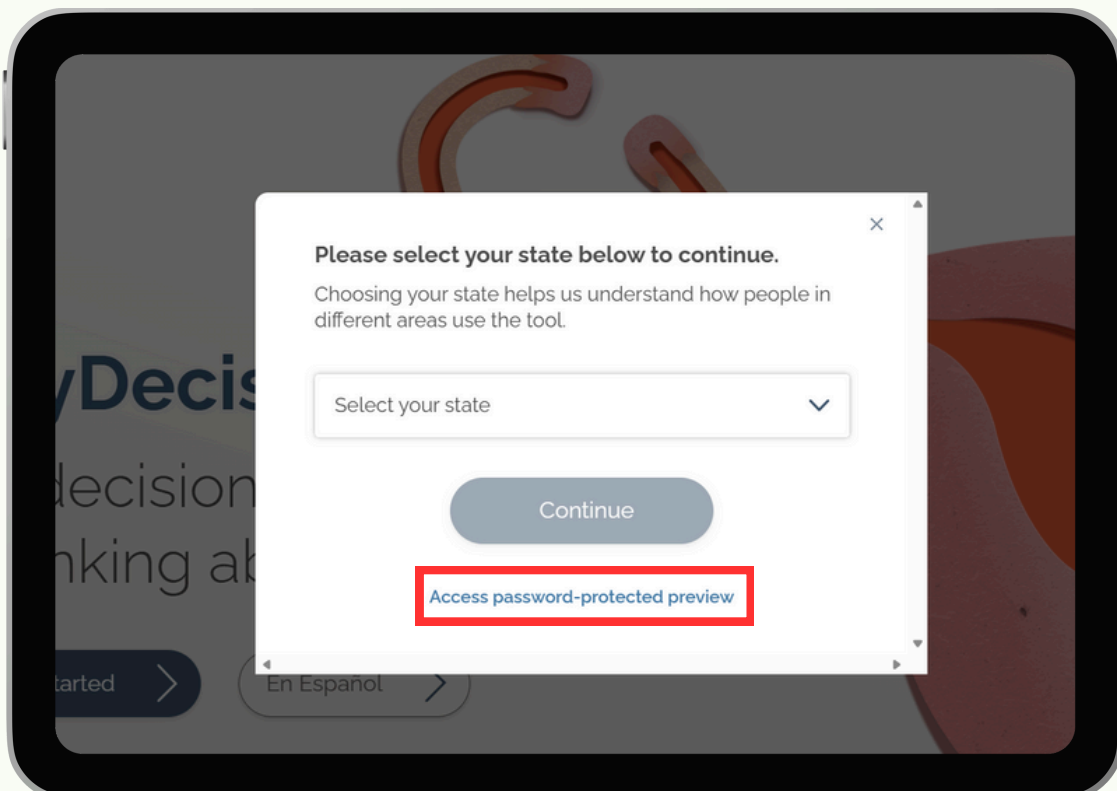 Please select your state below to continue.
Choosing your state helps us understand how people in
different areas use the tool.
yDecis
Select your state
decision
nking ab
Continue
Access password-protected preview
tarted
En Español